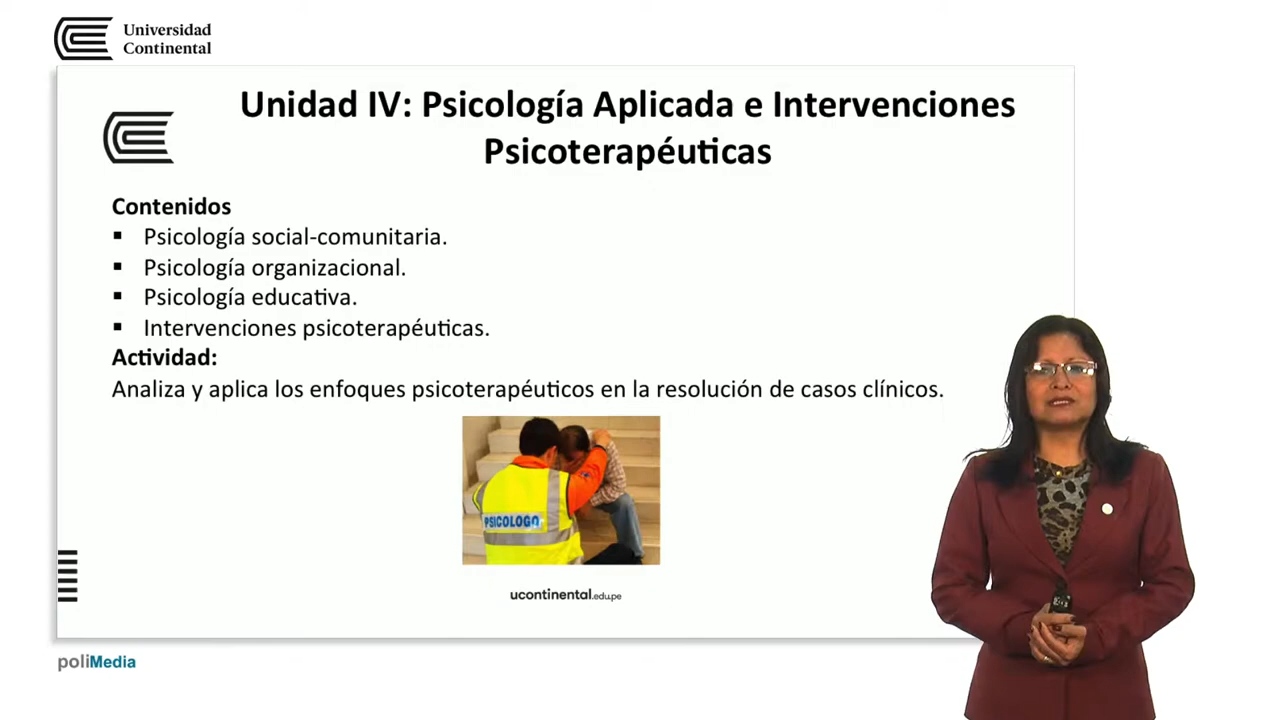 Universidad
Continental
Unidad IV: Psicología Aplicada e Intervenciones
Psicoterapéuticas
Contenidos
▪ Psicología social-comunitaria.
▪ Psicología organizacional.
▪ Psicología educativa.
▪ Intervenciones psicoterapéuticas.
Actividad:
Analiza y aplica los enfoques psicoterapéuticos en la resolución de casos clínicos.
PSICOLOGO
ucontinental.edu.pe
poliMedia